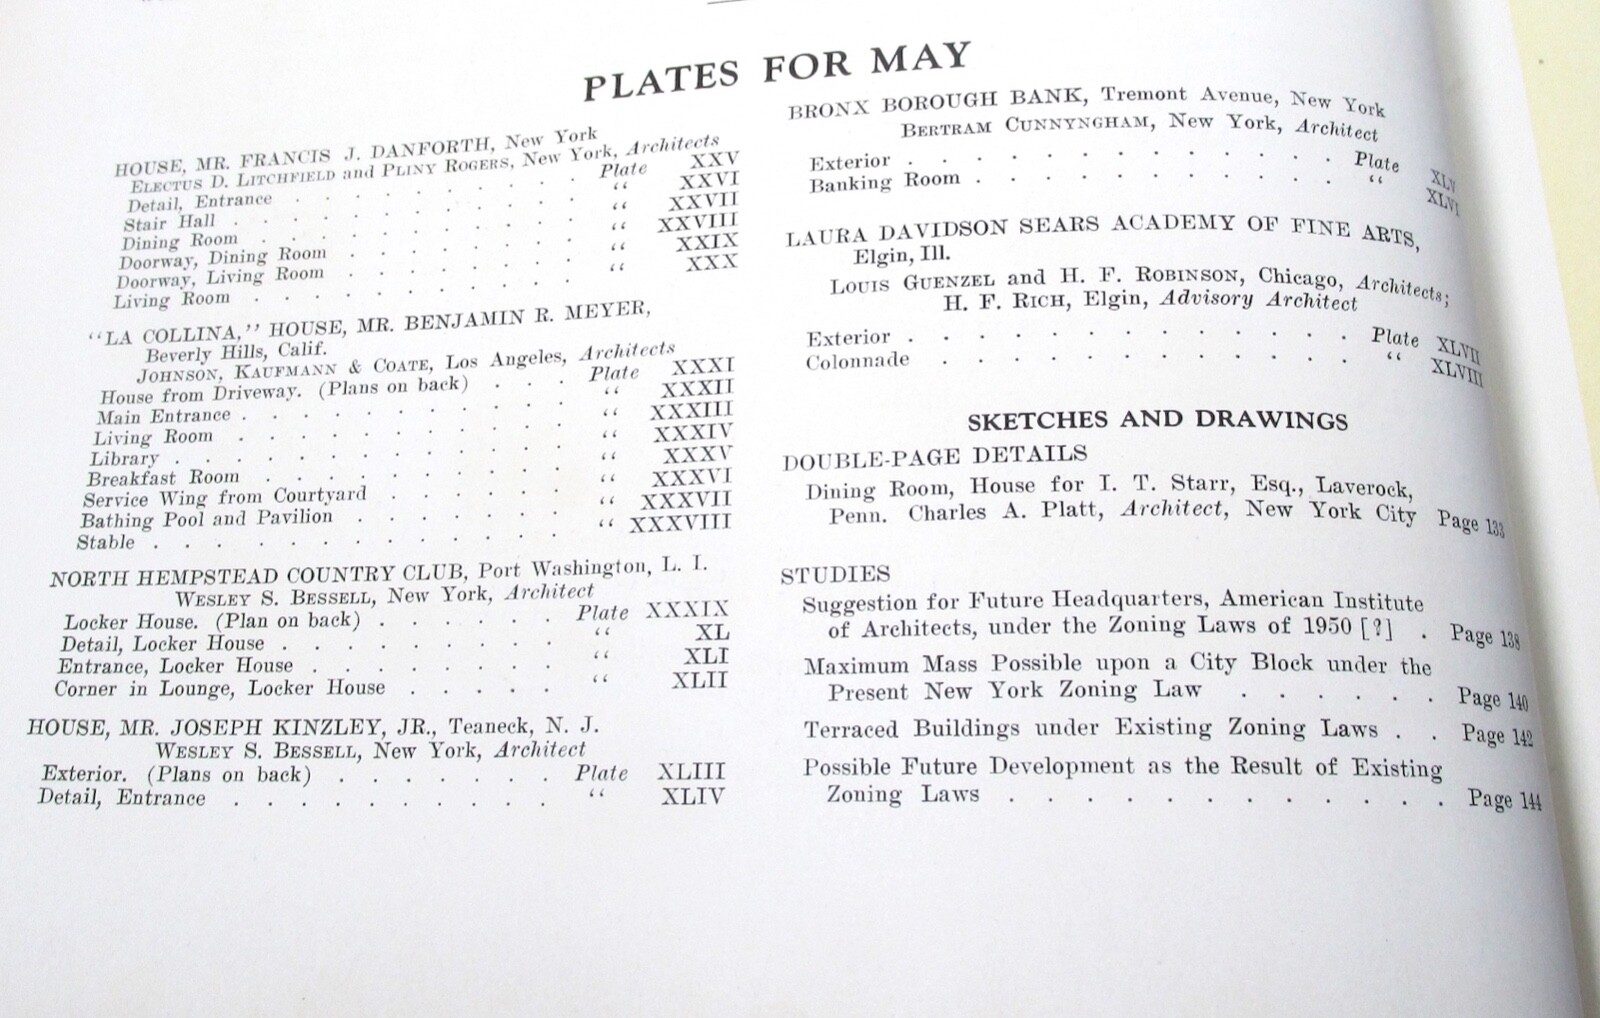 PLATES FOR MAY
HOUSE, MR. FRANCIS J. DANFORTH, New York
ELECTUS D. LITCHFIELD and PLINY ROGERS, New York, Architects
Detail, Entrance . . . . . . . . . Plate XXV
Stair Hall . . . . . . . . . . “ XXVI
Dining Room . . . . . . . . . “ XXVII
Doorway, Dining Room . . . . . . . “ XXVIII
Doorway, Living Room . . . . . . . “ XXIX
Living Room . . . . . . . . . . “ XXX
“LA COLLINA,” HOUSE, MR. BENJAMIN R. MEYER,
Beverly Hills, Calif.
JOHNSON, KAUFMANN & COATE, Los Angeles, Architects
House from Driveway. (Plans on back) . . . Plate XXXI
Main Entrance . . . . . . . . . . “ XXXII
Living Room . . . . . . . . . . “ XXXIII
Library . . . . . . . . . . . . “ XXXIV
Breakfast Room . . . . . . . . . “ XXXV
Service Wing from Courtyard . . . . . “ XXXVI
Bathing Pool and Pavilion . . . . . . “ XXXVII
Stable . . . . . . . . . . . . “ XXXVIII
NORTH HEMPSTEAD COUNTRY CLUB, Port Washington, L. I.
WESLEY S. BESSELL, New York, Architect
Locker House. (Plan on back) . . . . . . Plate XXXIX
Detail, Locker House . . . . . . . . . “ XL
Entrance, Locker House . . . . . . . . “ XLI
Corner in Lounge, Locker House . . . . . “ XLII
HOUSE, MR. JOSEPH KINZLEY, JR., Teaneck, N. J.
WESLEY S. BESSELL, New York, Architect
Exterior. (Plans on back) . . . . . . . Plate XLIII
Detail, Entrance . . . . . . . . . . “ XLIV
BRONX BOROUGH BANK, Tremont Avenue, New York
BERTRAM CUNNYNGHAM, New York, Architect
Exterior . . . . . . . . . . . . . Plate XLV
Banking Room . . . . . . . . . . . “ XLVI
LAURA DAVIDSON SEARS ACADEMY OF FINE ARTS,
Elgin, Ill.
LOUIS GUENZEL and H. F. ROBINSON, Chicago, Architects;
H. F. RICH, Elgin, Advisory Architect
Exterior . . . . . . . . . . . . . Plate XLVII
Colonnade . . . . . . . . . . . . “ XLVIII
SKETCHES AND DRAWINGS
DOUBLE-PAGE DETAILS
Dining Room, House for I. T. Starr, Esq., Laverock,
Penn. Charles A. Platt, Architect, New York City Page 133
STUDIES
Suggestion for Future Headquarters, American Institute
of Architects, under the Zoning Laws of 1950 [?] . Page 138
Maximum Mass Possible upon a City Block under the
Present New York Zoning Law . . . . . . Page 140
Terraced Buildings under Existing Zoning Laws . . Page 142
Possible Future Development as the Result of Existing
Zoning Laws . . . . . . . . . . . . Page 144